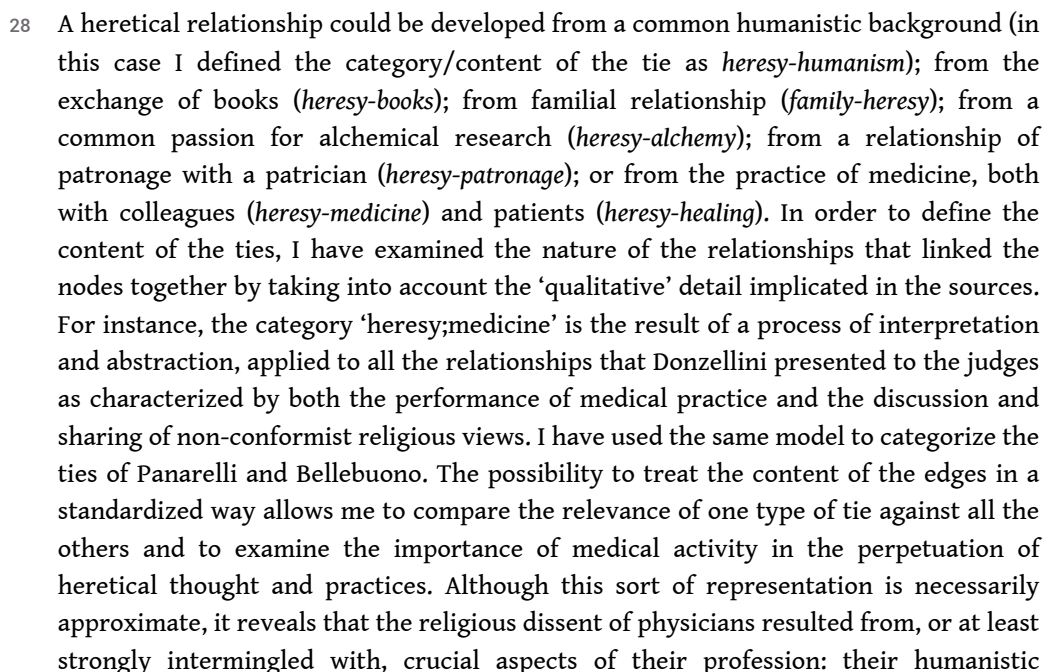 28 A heretical relationship could be developed from a common humanistic background (in
this case I defined the category/content of the tie as heresy-humanism); from the
exchange of books (heresy-books); from familial relationship (family-heresy); from a
common passion for alchemical research (heresy-alchemy); from a relationship of
patronage with a patrician (heresy-patronage); or from the practice of medicine, both
with colleagues (heresy-medicine) and patients (heresy-healing). In order to define the
content of the ties, I have examined the nature of the relationships that linked the
nodes together by taking into account the ‘qualitative’ detail implicated in the sources.
For instance, the category ‘heresy;medicine’ is the result of a process of interpretation
and abstraction, applied to all the relationships that Donzellini presented to the judges
as characterized by both the performance of medical practice and the discussion and
sharing of non-conformist religious views. I have used the same model to categorize the
ties of Panarelli and Bellebuono. The possibility to treat the content of the edges in a
standardized way allows me to compare the relevance of one type of tie against all the
others and to examine the importance of medical activity in the perpetuation of
heretical thought and practices. Although this sort of representation is necessarily
approximate, it reveals that the religious dissent of physicians resulted from, or at least
strongly intermingled with, crucial aspects of their profession: their humanistic